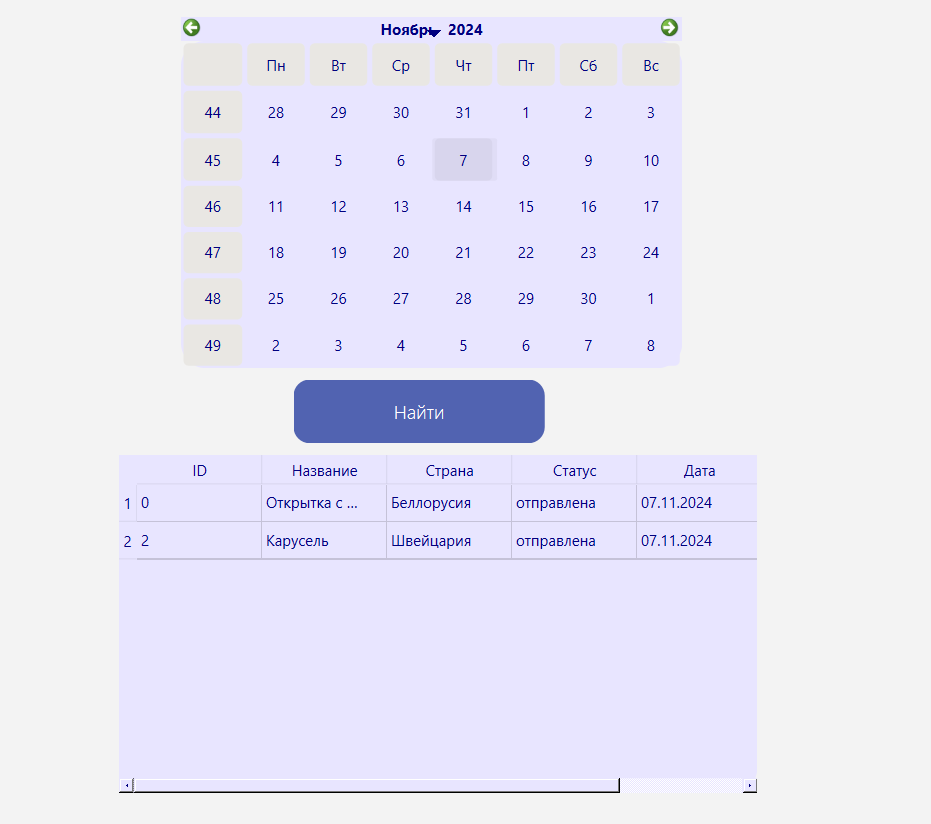 Ноябрь 2024
Пн Вт Ср Чт Пт Сб Вс
44 28 29 30 31 1 2 3
45 4 5 6 7 8 9 10
46 11 12 13 14 15 16 17
47 18 19 20 21 22 23 24
48 25 26 27 28 29 30 1
49 2 3 4 5 6 7 8
Найти
ID Название Страна Статус Дата
1 0 Открытка с ... Беллорусия отправлена 07.11.2024
2 2 Карусель Швейцария отправлена 07.11.2024